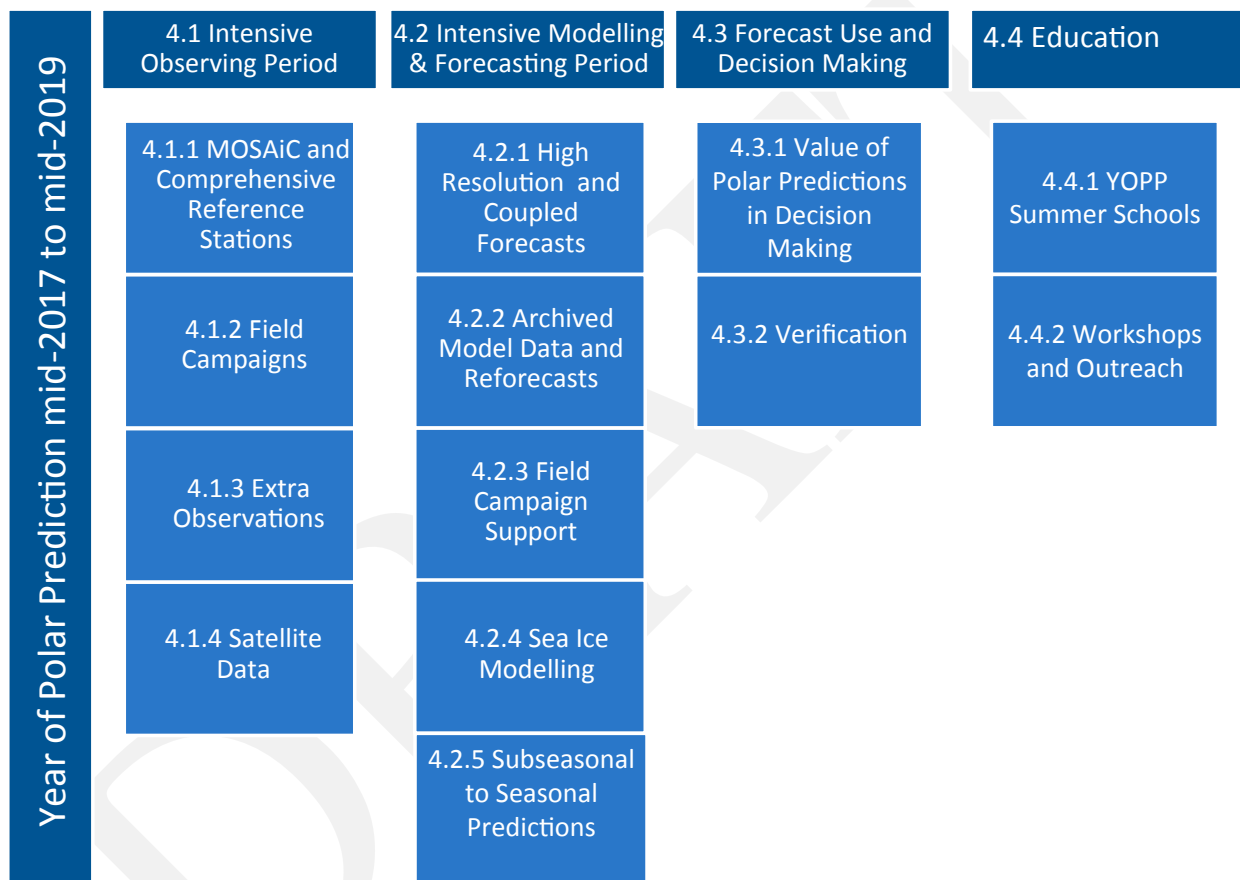 Year of Polar Prediction mid-2017 to mid-2019
4.1 Intensive
Observing Period
4.1.1 MOSAiC and
Comprehensive
Reference
Stations
4.1.2 Field
Campaigns
4.1.3 Extra
Observations
4.1.4 Satellite
Data
4.2 Intensive Modelling
& Forecasting Period
4.2.1 High
Resolution and
Coupled
Forecasts
4.2.2 Archived
Model Data and
Reforecasts
4.2.3 Field
Campaign
Support
4.2.4 Sea Ice
Modelling
4.2.5 Subseasonal
to Seasonal
Predictions
4.3 Forecast Use and
Decision Making
4.3.1 Value of
Polar Predictions
in Decision
Making
4.3.2 Verification
4.4 Education
4.4.1 YOPP
Summer Schools
4.4.2 Workshops
and Outreach